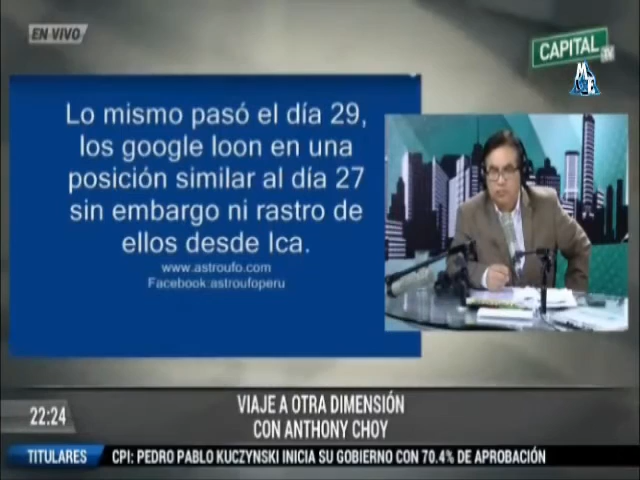 EN VIVO
CAPITAL
TV
Lo mismo pasó el día 29,
los google loon en una
posición similar al día 27
sin embargo ni rastro de
ellos desde Ica.
www.astroufo.com
Facebook:astroufoperu
22:24
VIAJE A OTRA DIMENSIÓN
CON ANTHONY CHOY
TITULARES
CPI: PEDRO PABLO KUCZYNSKI INICIA SU GOBIERNO CON 70.4% DE APROBACIÓN